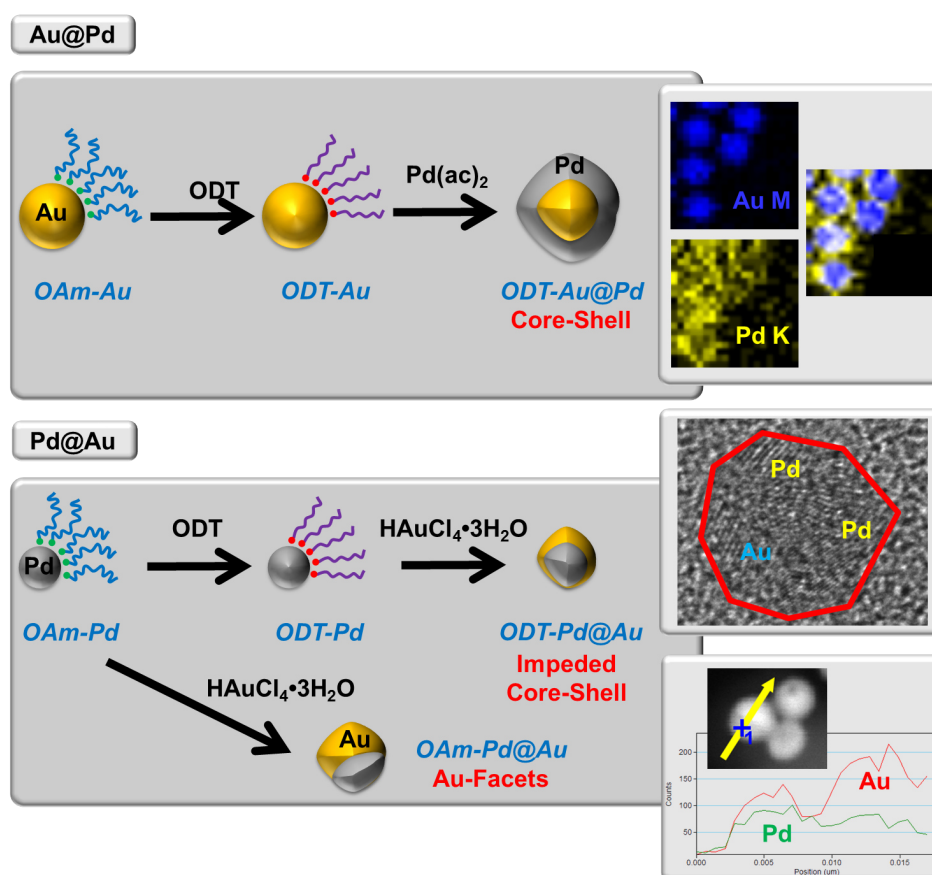 Au@Pd
Au
ODT
Pd(ac)₂
Pd
OAm-Au
ODT-Au
ODT-Au@Pd
Core-Shell
Au M
Pd K
Pd@Au
Pd
ODT
HAuCl₄•3H₂O
OAm-Pd
ODT-Pd
ODT-Pd@Au
Impeded
Core-Shell
HAuCl₄•3H₂O
Au
OAm-Pd@Au
Au-Facets
Pd
Pd
Au
1
200
150
100
50
Counts
Au
Pd
0.000
0.005
0.010
0.015
Position (um)